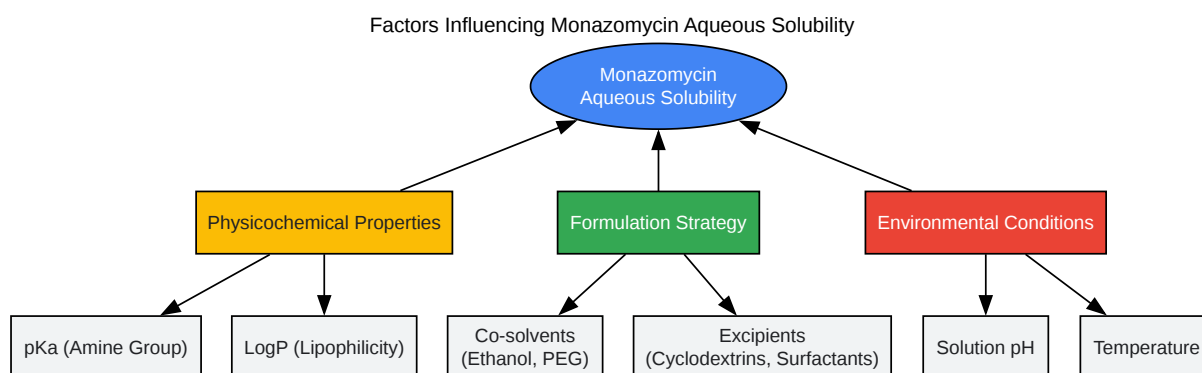 Factors Influencing Monazomycin Aqueous Solubility
Monazomycin
Aqueous Solubility
Physicochemical Properties
Formulation Strategy
Environmental Conditions
pKa (Amine Group)
LogP (Lipophilicity)
Co-solvents
(Ethanol, PEG)
Excipients
(Cyclodextrins, Surfactants)
Solution pH
Temperature